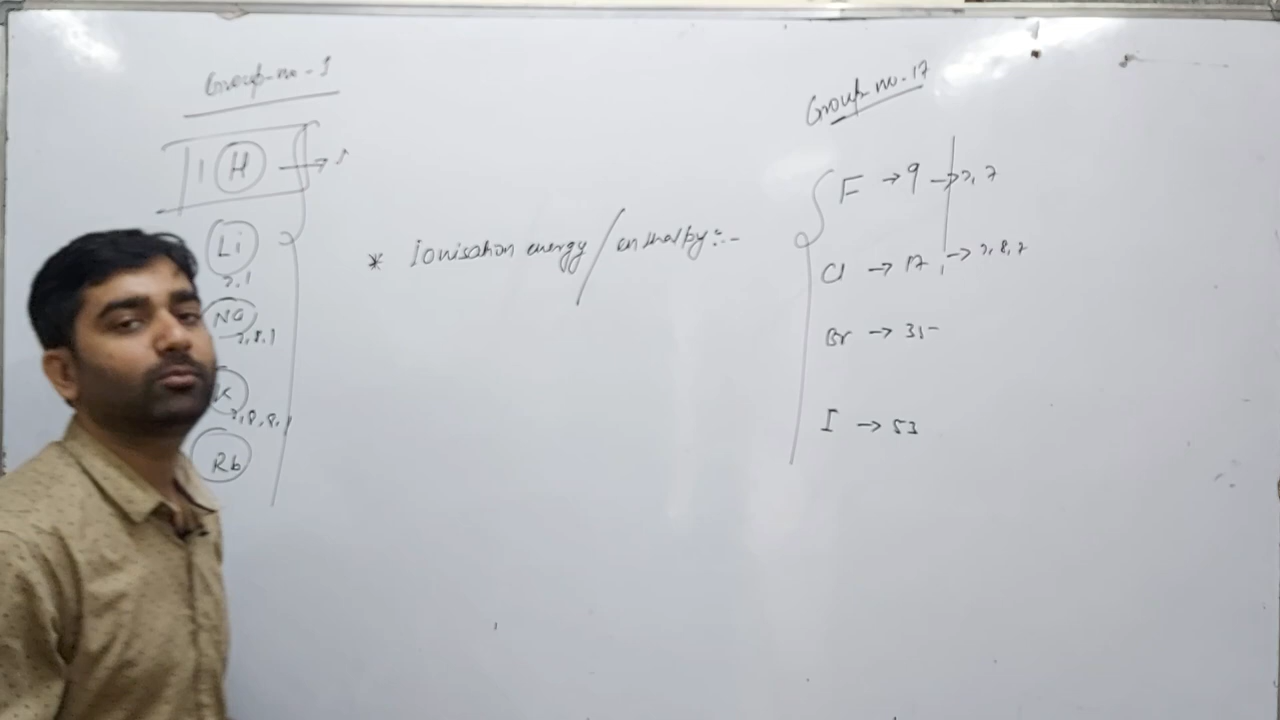 Group no - 1
1 H → 1
Li
2,1
Na
2,8,1
K
2,8,8,1
Rb
* Ionisation energy / enthalpy :-
Group no - 17
F → 9 → 2,7
Cl → 17, → 2,8,7
Br → 35
I → 53